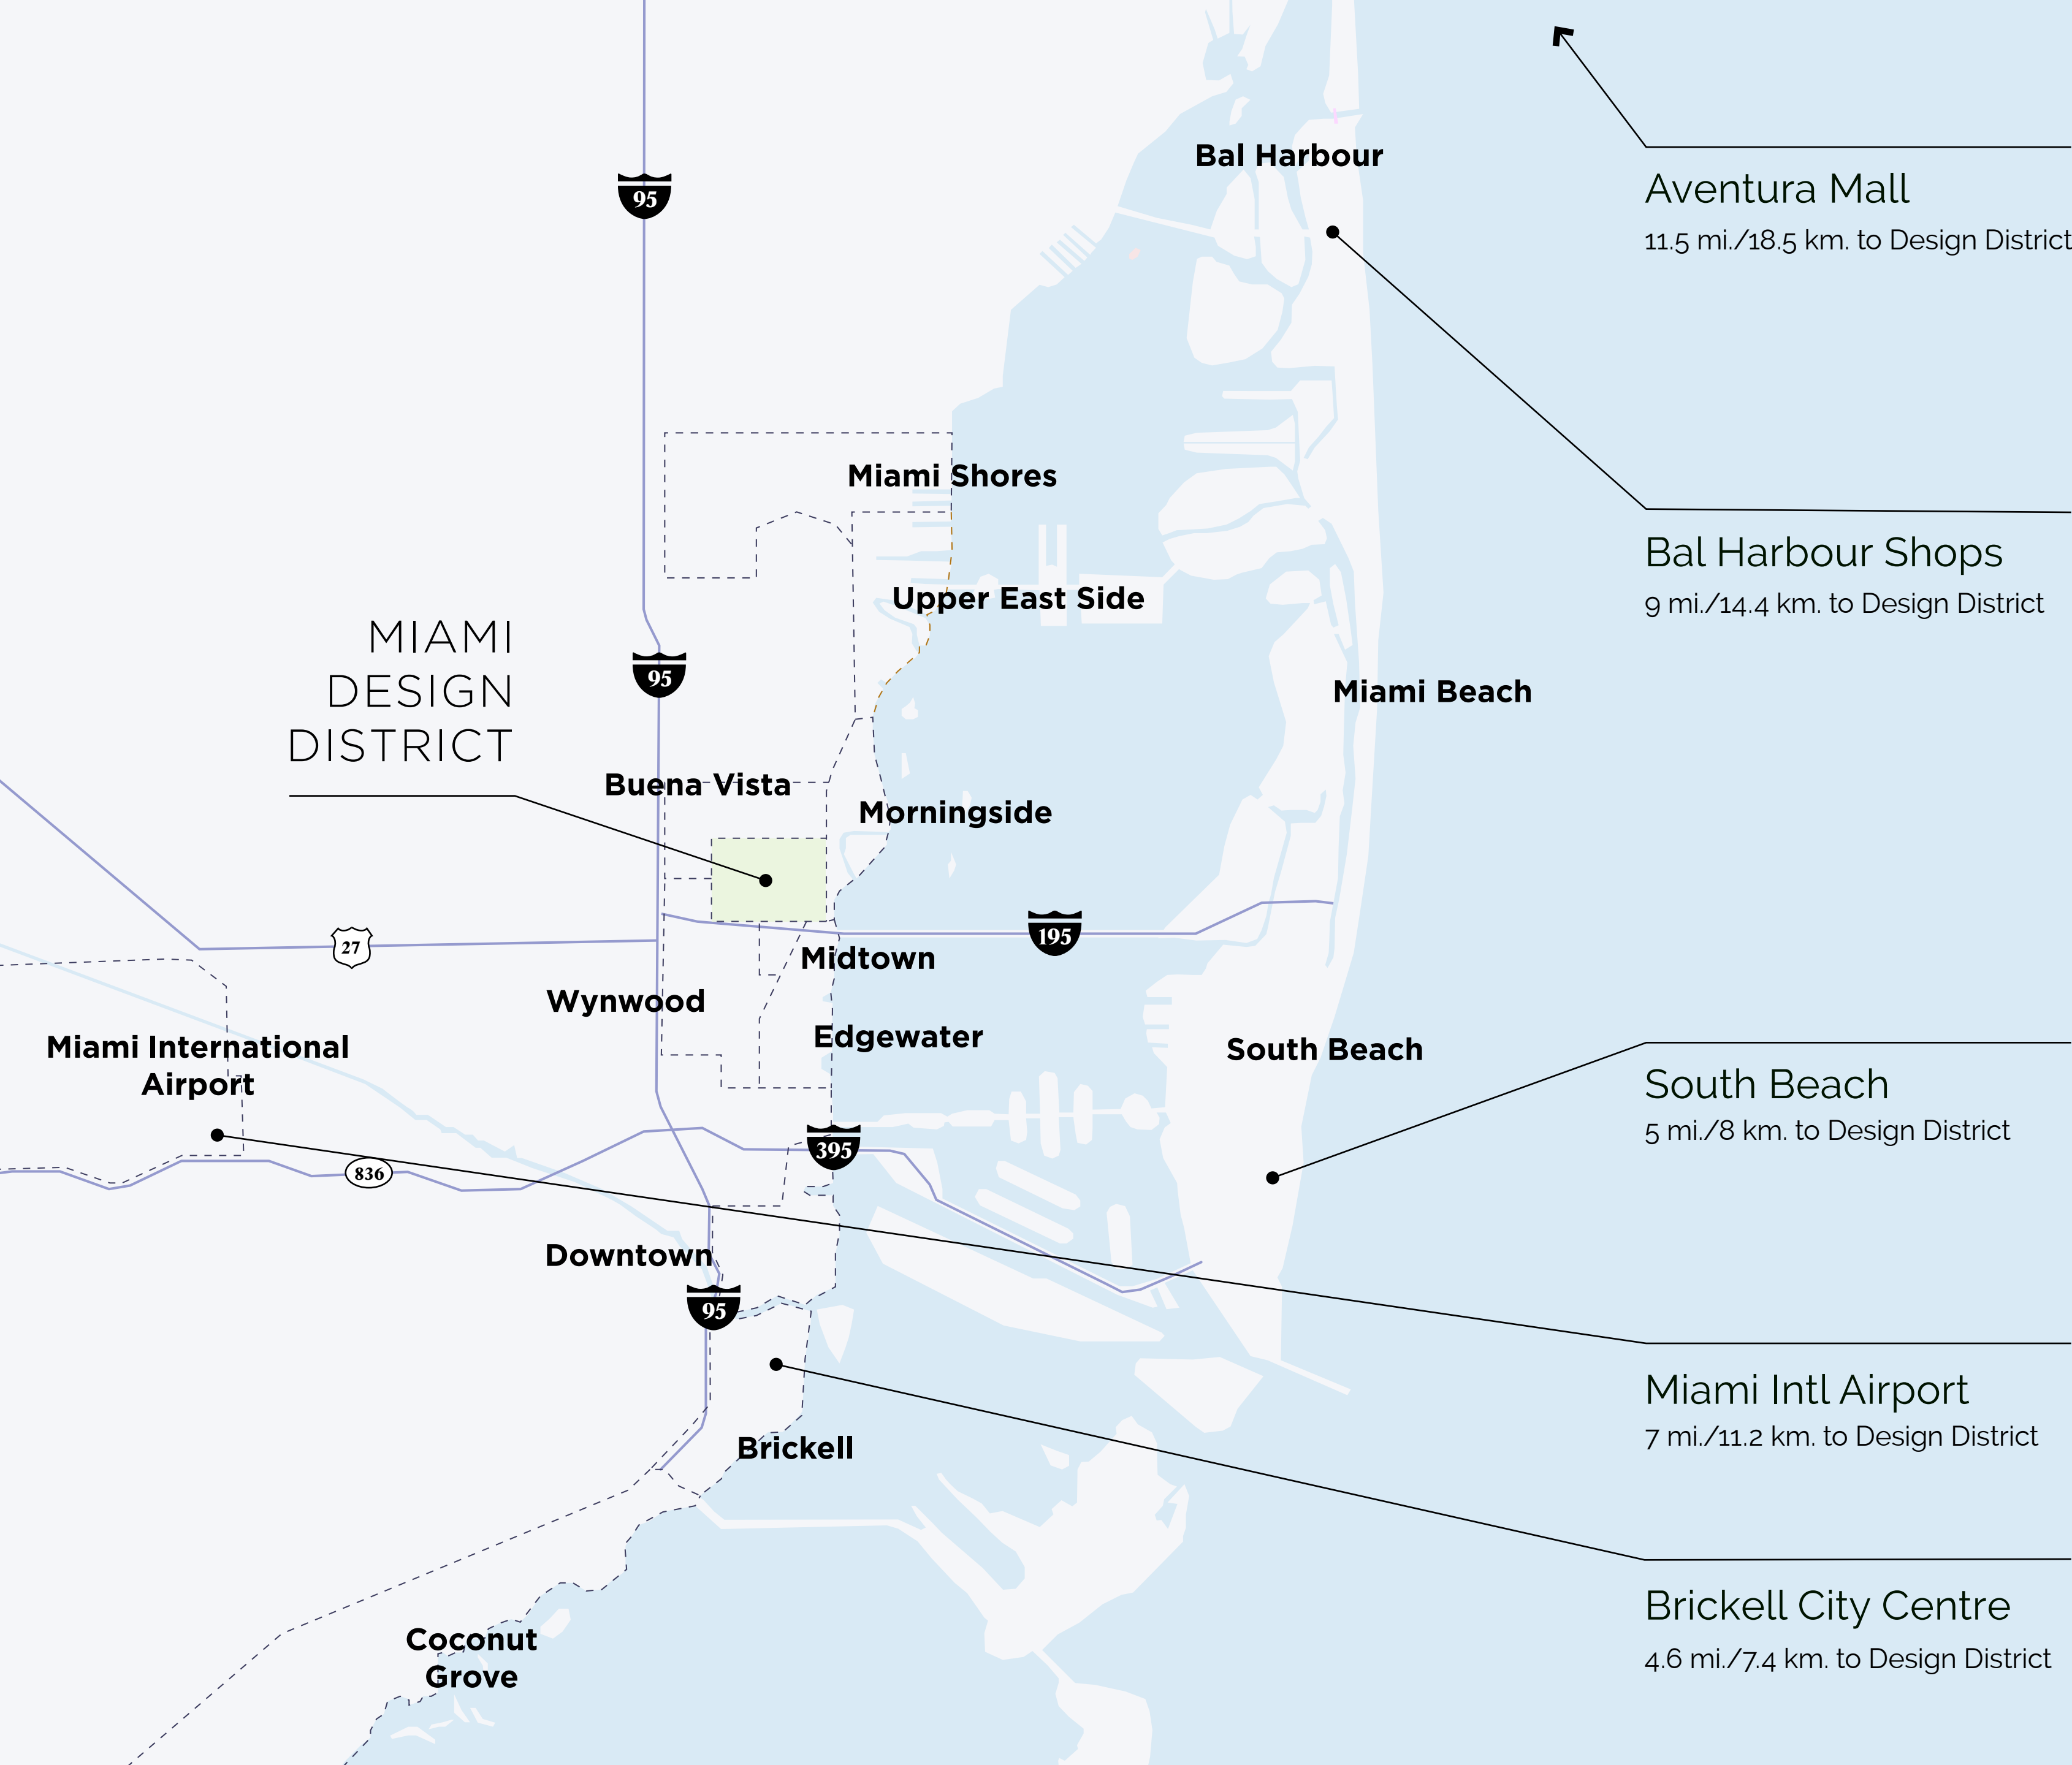 Bal Harbour
95
Aventura Mall
11.5 mi./18.5 km. to Design District
Miami Shores
Bal Harbour Shops
9 mi./14.4 km. to Design District
Upper East Side
MIAMI
DESIGN
DISTRICT
95
Miami Beach
Buena Vista
Morningside
27
195
Midtown
Wynwood
Edgewater
Miami International
Airport
South Beach
South Beach
5 mi./8 km. to Design District
395
836
Downtown
95
Miami Intl Airport
7 mi./11.2 km. to Design District
Brickell
Brickell City Centre
4.6 mi./7.4 km. to Design District
Coconut
Grove